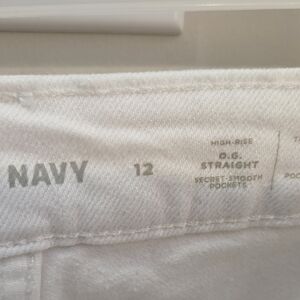 NAVY
12
HIGH-RISE
O.G.
STRAIGHT
SECRET-SMOOTH
POCKETS